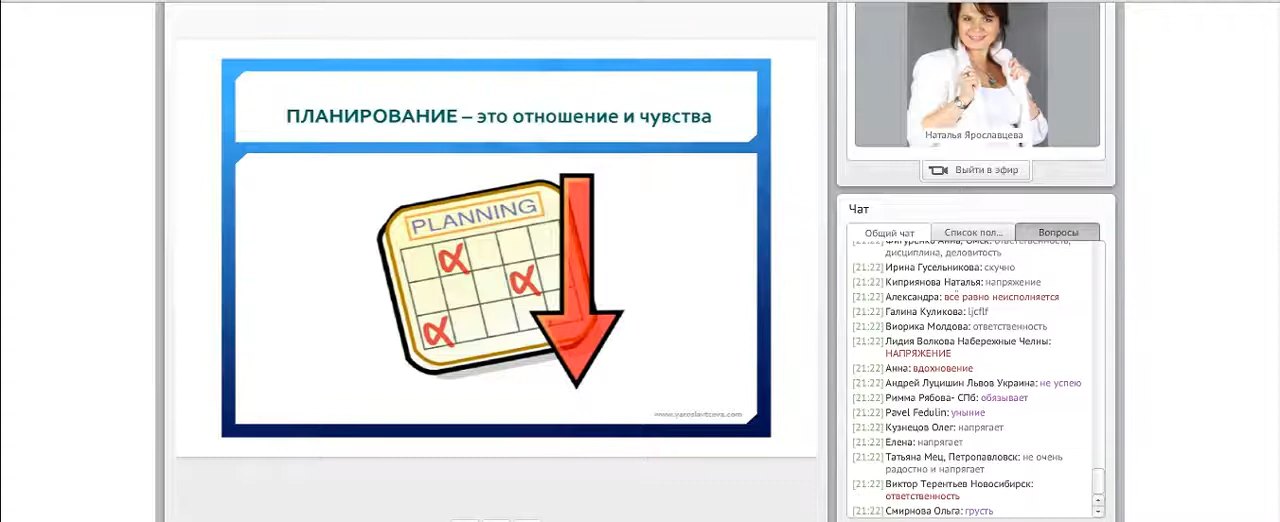 ПЛАНИРОВАНИЕ – это отношение и чувства
PLANNING
www.yaroslavtceva.com
Наталья Ярославцева
Выйти в эфир
Чат
Общий чат
Список пол...
Вопросы
дисциплина, деловитость
[21:22] Ирина Гусельникова: скучно
[21:22] Киприянова Наталья: напряжение
[21:22] Александра: всё равно неисполняется
[21:22] Галина Куликова: ljcflf
[21:22] Виорика Молдова: ответственность
[21:22] Лидия Волкова Набережные Челны:
НАПРЯЖЕНИЕ
[21:22] Анна: вдохновение
[21:22] Андрей Луцишин Львов Украина: не успею
[21:22] Римма Рябова- СПб: обязывает
[21:22] Pavel Fedulin: уныние
[21:22] Кузнецов Олег: напрягает
[21:22] Елена: напрягает
[21:22] Татьяна Мец, Петропавловск: не очень
радостно и напрягает
[21:22] Виктор Терентьев Новосибирск:
ответственность
[21:22] Смирнова Ольга: грусть